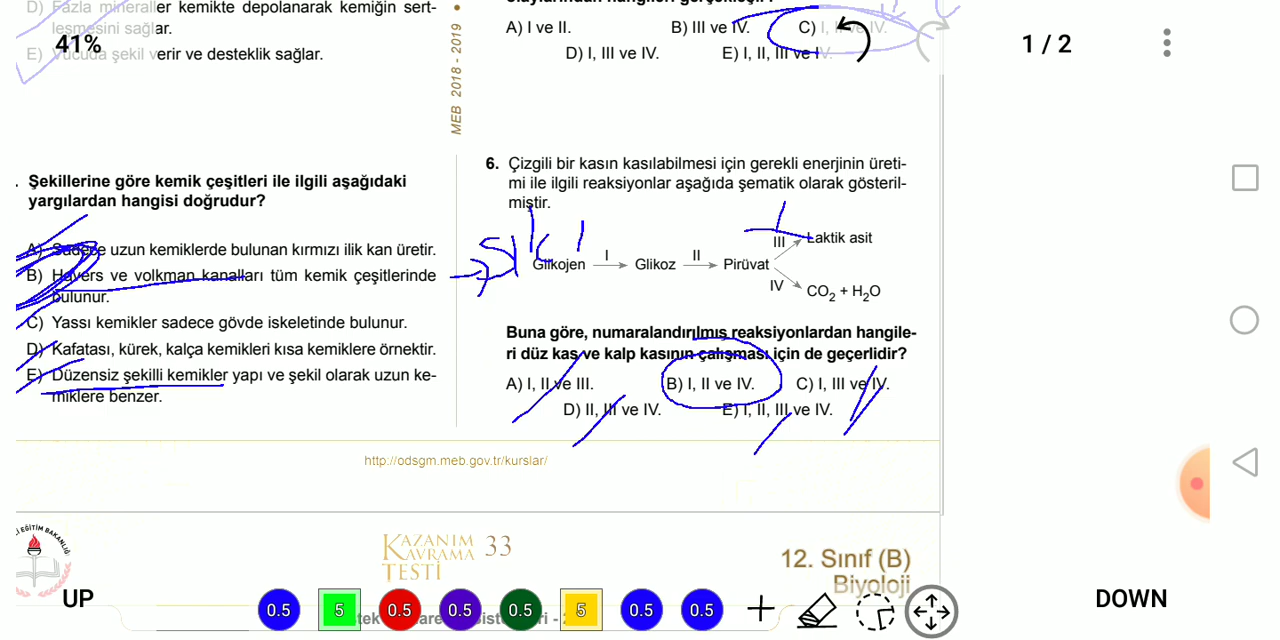 D) Fazla mineraller kemikte depolanarak kemiğin sert-
leşmesini sağlar.
E) Vücuda şekil verir ve desteklik sağlar.
41%
MEB 2018 - 2019
A) I ve II.
B) III ve IV.
C) I, II ve IV.
D) I, III ve IV.
E) I, II, III ve IV.
1 / 2
. Şekillerine göre kemik çeşitleri ile ilgili aşağıdaki
yargılardan hangisi doğrudur?
A) Sadece uzun kemiklerde bulunan kırmızı ilik kan üretir.
B) Havers ve volkman kanalları tüm kemik çeşitlerinde
bulunur.
C) Yassı kemikler sadece gövde iskeletinde bulunur.
D) Kafatası, kürek, kalça kemikleri kısa kemiklere örnektir.
E) Düzensiz şekilli kemikler yapı ve şekil olarak uzun ke-
miklere benzer.
6. Çizgili bir kasın kasılabilmesi için gerekli enerjinin üreti-
mi ile ilgili reaksiyonlar aşağıda şematik olarak gösteril-
miştir.
Glikojen I Glikoz II Pirüvat III Laktik asit
IV CO2 + H2O
Buna göre, numaralandırılmış reaksiyonlardan hangile-
ri düz kas ve kalp kasının çalışması için de geçerlidir?
A) I, II ve III.
B) I, II ve IV.
C) I, III ve IV.
D) II, III ve IV.
E) I, II, III ve IV.
http://odsgm.meb.gov.tr/kurslar/
KAZANIM
KAVRAMA 33
TESTİ
12. Sınıf (B)
Biyoloji
UP
0.5 5 0.5 0.5 0.5 5 0.5 0.5
DOWN